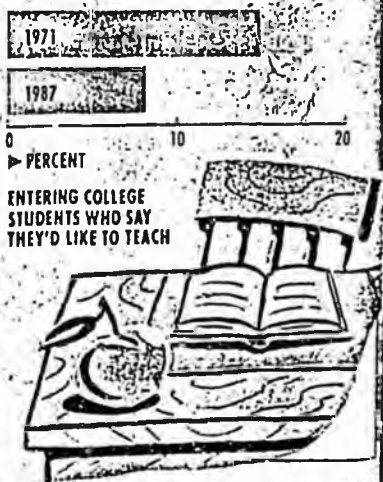 1971
1987
0 10 20
▶ PERCENT
ENTERING COLLEGE
STUDENTS WHO SAY
THEY'D LIKE TO TEACH